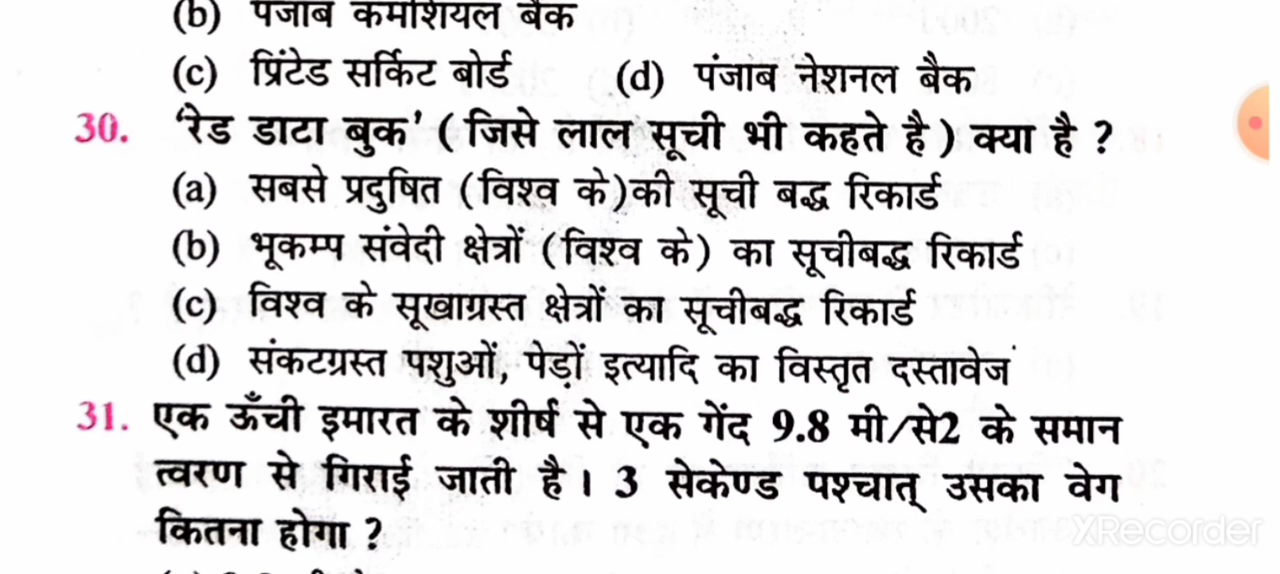 (b) पंजाब कमर्शियल बैंक
(c) प्रिंटेड सर्किट बोर्ड (d) पंजाब नेशनल बैक
30. 'रेड डाटा बुक' (जिसे लाल सूची भी कहते है) क्या है ?
(a) सबसे प्रदुषित (विश्व के)की सूची बद्ध रिकार्ड
(b) भूकम्प संवेदी क्षेत्रों (विश्व के) का सूचीबद्ध रिकार्ड
(c) विश्व के सूखाग्रस्त क्षेत्रों का सूचीबद्ध रिकार्ड
(d) संकटग्रस्त पशुओं, पेड़ों इत्यादि का विस्तृत दस्तावेज
31. एक ऊँची इमारत के शीर्ष से एक गेंद 9.8 मी/से2 के समान
त्वरण से गिराई जाती है। 3 सेकेण्ड पश्चात् उसका वेग
कितना होगा ?
XRecorder